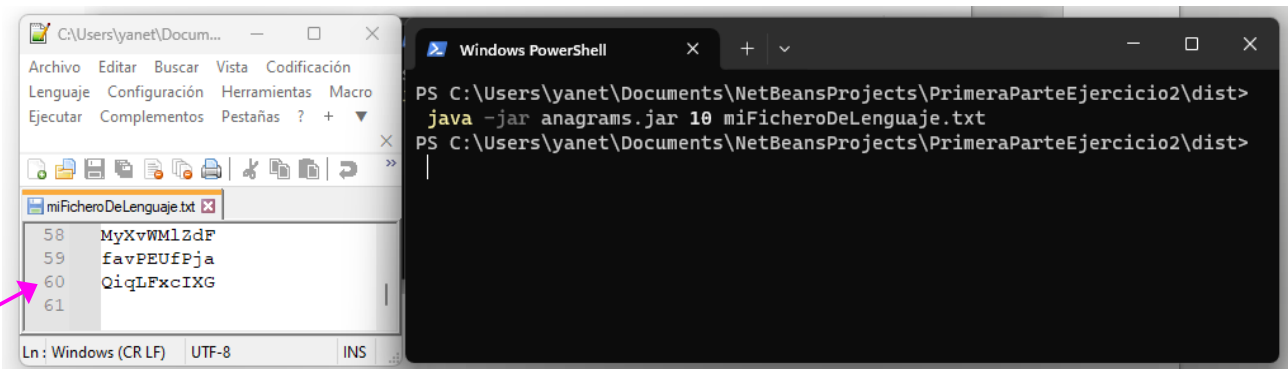 C:\Users\yanet\Docum...
Archivo Editar Buscar Vista Codificación
Lenguaje Configuración Herramientas Macro
Ejecutar Complementos Pestañas ? + ▼
miFicheroDeLenguaje.txt
58 MyXvWMlZdF
59 favPEUfPja
60 QiqLFxcIXG
61
Ln : Windows (CR LF) UTF-8 INS
Windows PowerShell
PS C:\Users\yanet\Documents\NetBeansProjects\PrimeraParteEjercicio2\dist>
java -jar anagrams.jar 10 miFicheroDeLenguaje.txt
PS C:\Users\yanet\Documents\NetBeansProjects\PrimeraParteEjercicio2\dist>